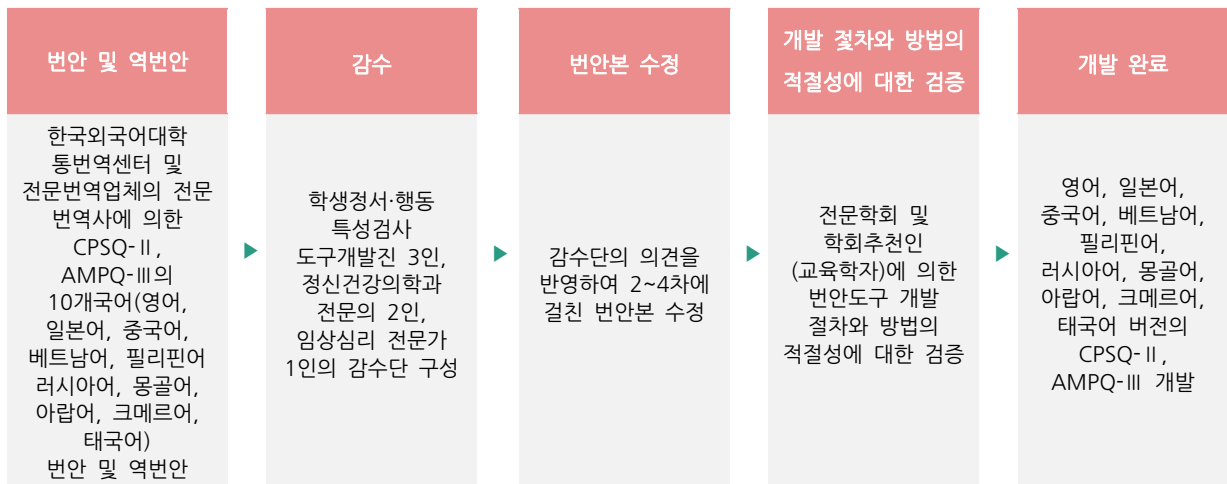 번안 및 역번안
한국외국어대학
통번역센터 및
전문번역업체의 전문
번역사에 의한
CPSQ-Ⅱ,
AMPQ-Ⅲ의
10개국어(영어,
일본어, 중국어,
베트남어, 필리핀어
러시아어, 몽골어,
아랍어, 크메르어,
태국어)
번안 및 역번안
▶
감수
학생정서·행동
특성검사
도구개발진 3인,
정신건강의학과
전문의 2인,
임상심리 전문가
1인의 감수단 구성
▶
번안본 수정
감수단의 의견을
반영하여 2~4차에
걸친 번안본 수정
▶
개발 절차와 방법의
적절성에 대한 검증
전문학회 및
학회추천인
(교육학자)에 의한
번안도구 개발
절차와 방법의
적절성에 대한 검증
▶
개발 완료
영어, 일본어,
중국어, 베트남어,
필리핀어,
러시아어, 몽골어,
아랍어, 크메르어,
태국어 버전의
CPSQ-Ⅱ,
AMPQ-Ⅲ 개발